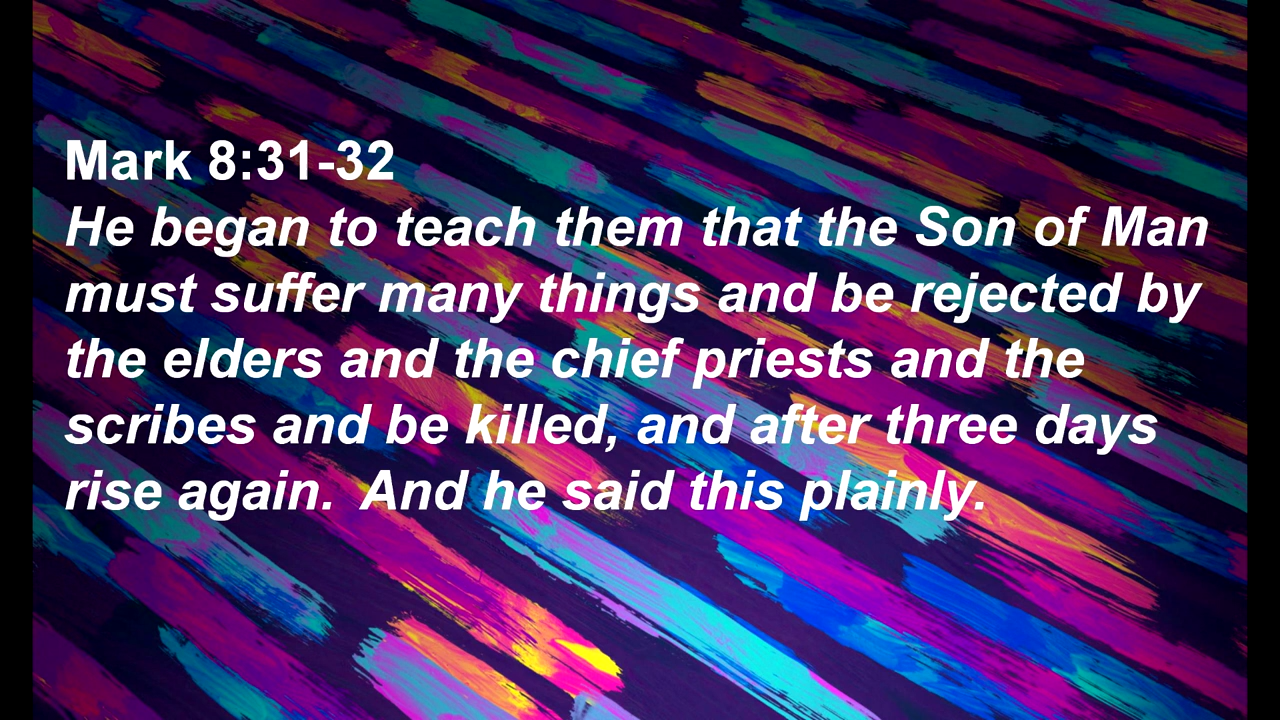 Mark 8:31-32
He began to teach them that the Son of Man
must suffer many things and be rejected by
the elders and the chief priests and the
scribes and be killed, and after three days
rise again.  And he said this plainly.